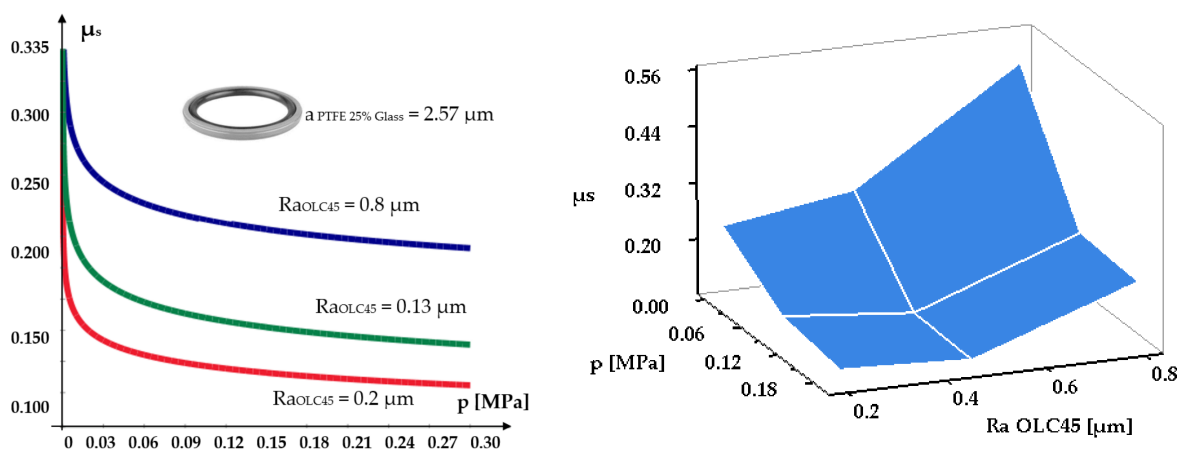 μs
0.335
0.300
0.250
0.200
0.150
0.100
a PTFE 25% Glass = 2.57 μm
RaOLC45 = 0.8 μm
RaOLC45 = 0.13 μm
RaOLC45 = 0.2 μm
p [MPa]
0 0.03 0.06 0.09 0.12 0.15 0.18 0.21 0.24 0.27 0.30
0.56
0.44
0.32
μs
0.20
0.00
0.06
p [MPa]
0.12
0.18
0.2 0.4 0.6 0.8
Ra OLC45 [μm]